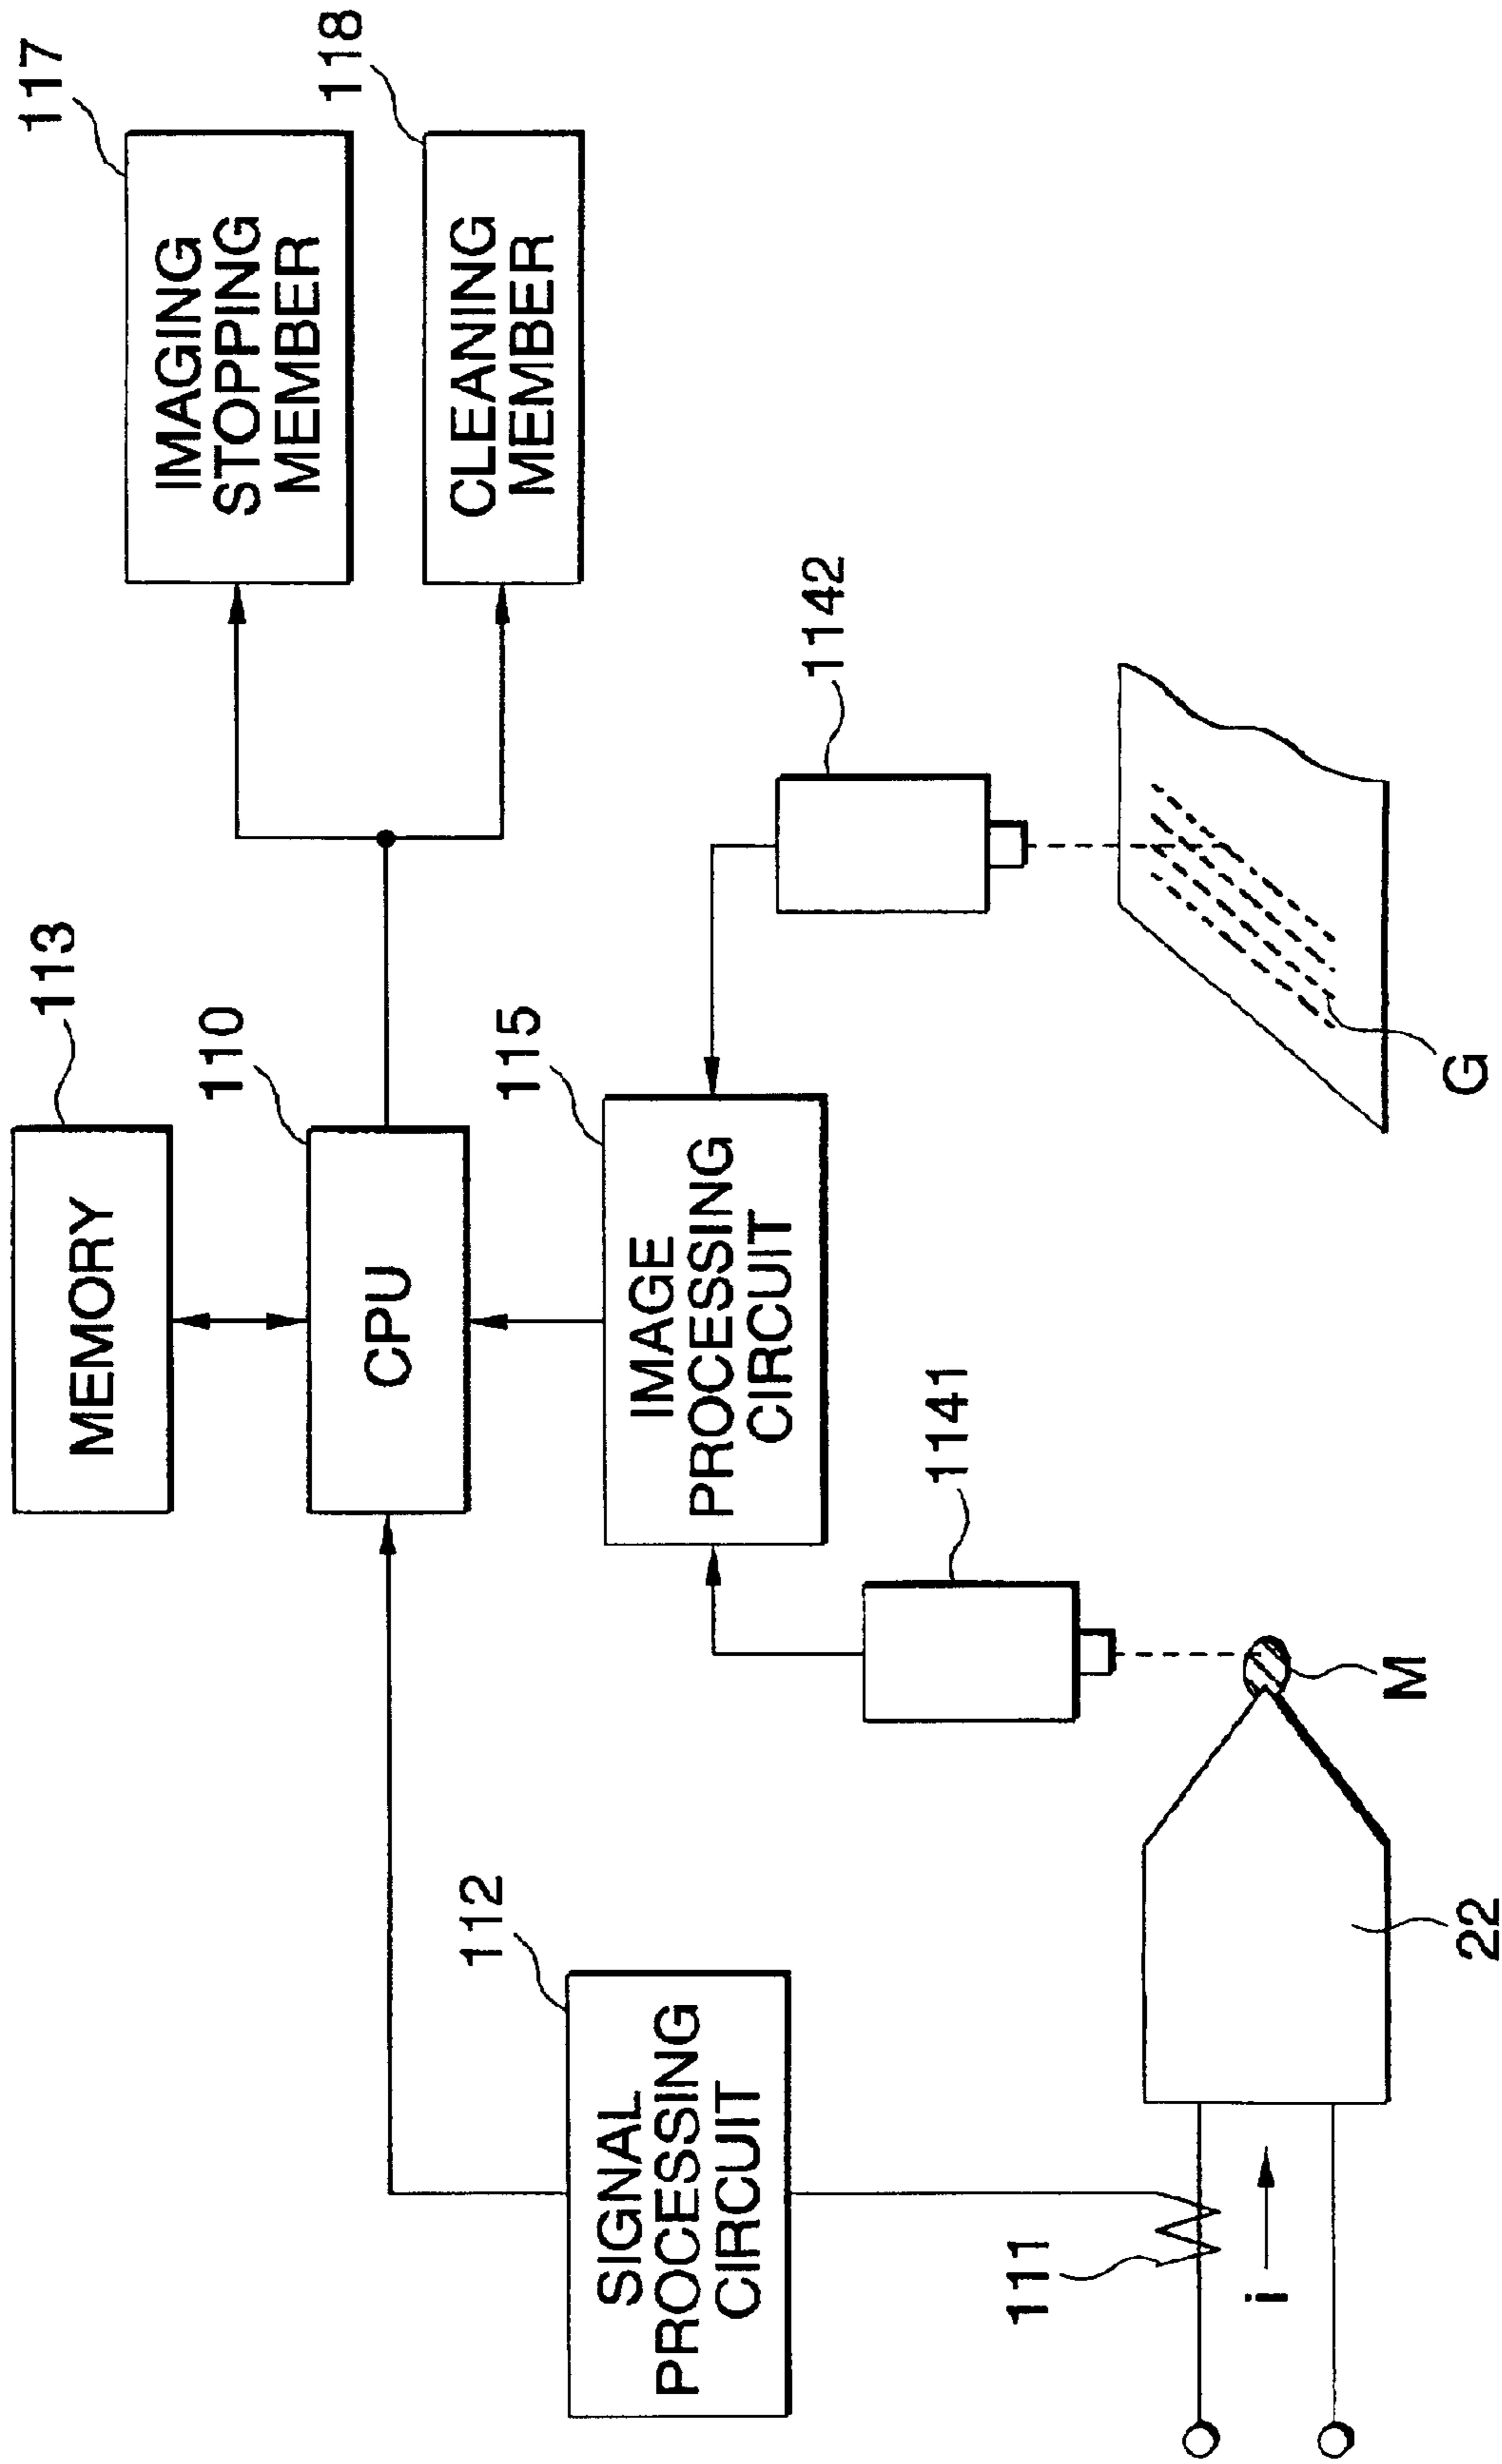 113
MEMORY
117
IMAGING
STOPPING
MEMBER
110
CPU
118
CLEANING
MEMBER
112
SIGNAL
PROCESSING
CIRCUIT
115
IMAGE
PROCESSING
CIRCUIT
1141
1142
111
i
22
M
G